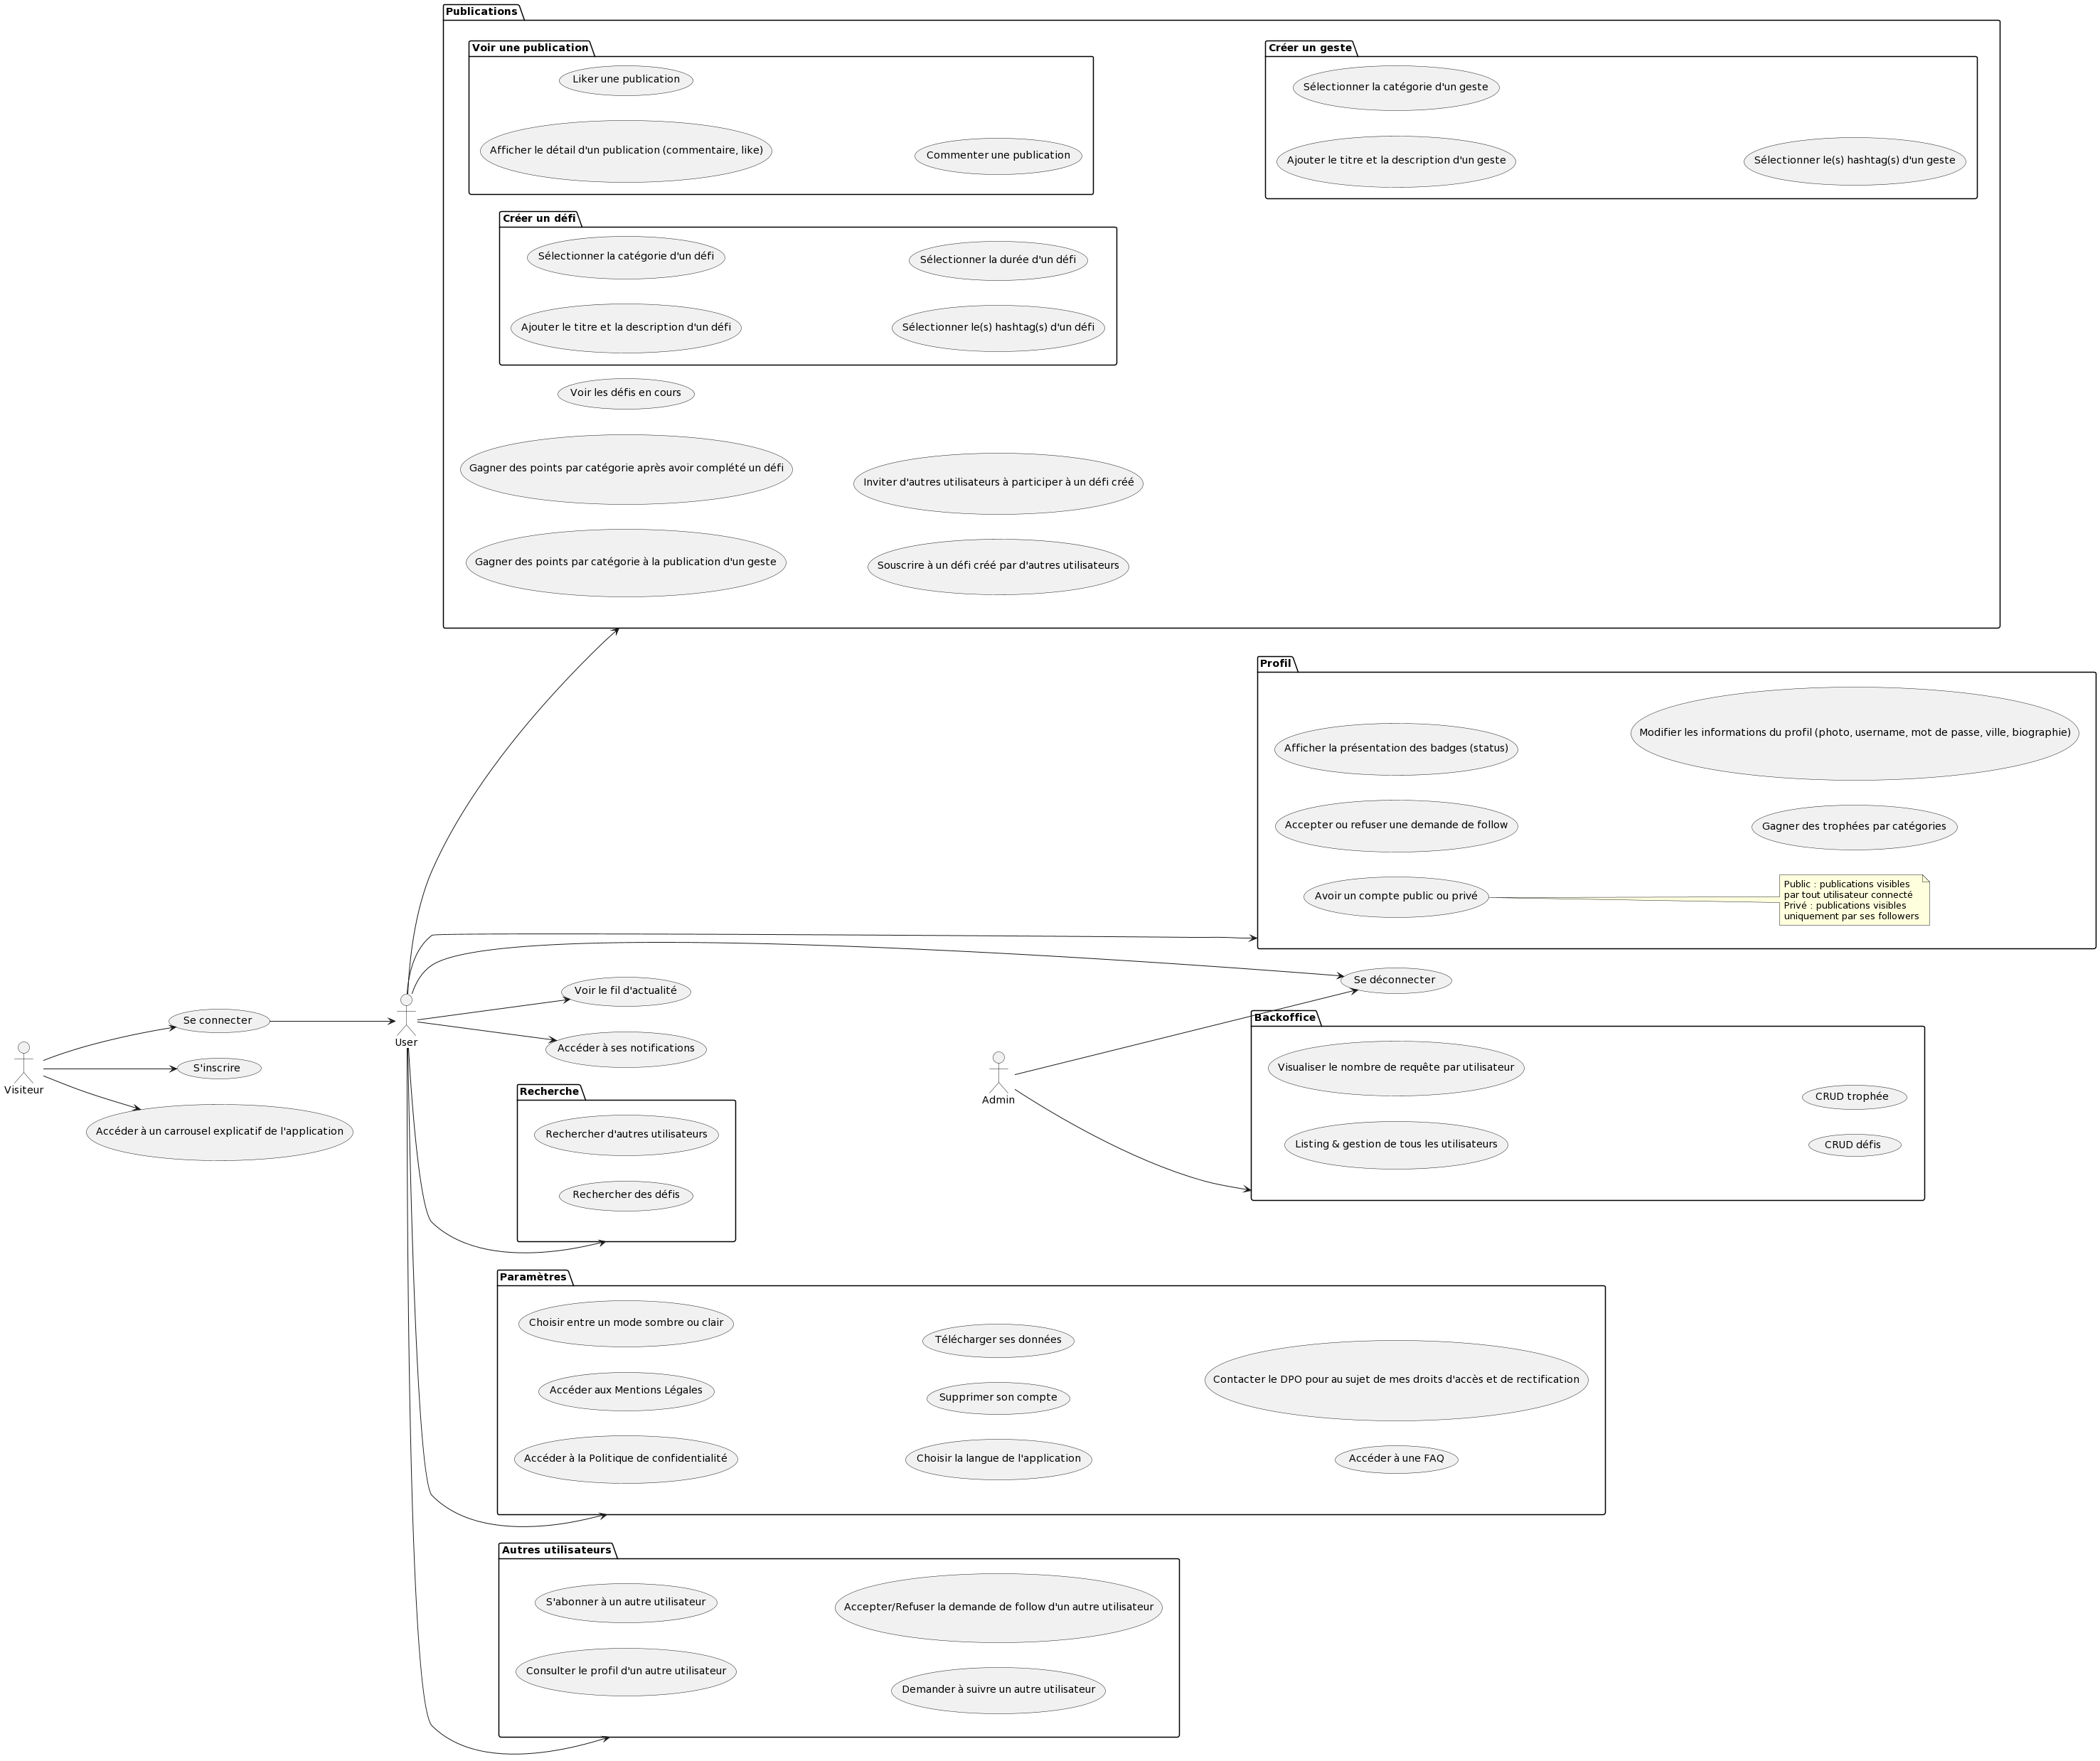 Publications
Voir une publication
Liker une publication
Afficher le détail d'un publication (commentaire, like)
Commenter une publication
Créer un geste
Sélectionner la catégorie d'un geste
Ajouter le titre et la description d'un geste
Sélectionner le(s) hashtag(s) d'un geste
Créer un défi
Sélectionner la catégorie d'un défi
Sélectionner la durée d'un défi
Ajouter le titre et la description d'un défi
Sélectionner le(s) hashtag(s) d'un défi
Voir les défis en cours
Gagner des points par catégorie après avoir complété un défi
Inviter d'autres utilisateurs à participer à un défi créé
Gagner des points par catégorie à la publication d'un geste
Souscrire à un défi créé par d'autres utilisateurs
Profil
Afficher la présentation des badges (status)
Modifier les informations du profil (photo, username, mot de passe, ville, biographie)
Accepter ou refuser une demande de follow
Gagner des trophées par catégories
Avoir un compte public ou privé
Public : publications visibles
par tout utilisateur connecté
Privé : publications visibles
uniquement par ses followers
Se déconnecter
Voir le fil d'actualité
Se connecter
User
Accéder à ses notifications
S'inscrire
Visiteur
Accéder à un carrousel explicatif de l'application
Admin
Backoffice
Visualiser le nombre de requête par utilisateur
CRUD trophée
Listing & gestion de tous les utilisateurs
CRUD défis
Recherche
Rechercher d'autres utilisateurs
Rechercher des défis
Paramètres
Choisir entre un mode sombre ou clair
Télécharger ses données
Contacter le DPO pour au sujet de mes droits d'accès et de rectification
Accéder aux Mentions Légales
Supprimer son compte
Accéder à la Politique de confidentialité
Choisir la langue de l'application
Accéder à une FAQ
Autres utilisateurs
S'abonner à un autre utilisateur
Accepter/Refuser la demande de follow d'un autre utilisateur
Consulter le profil d'un autre utilisateur
Demander à suivre un autre utilisateur